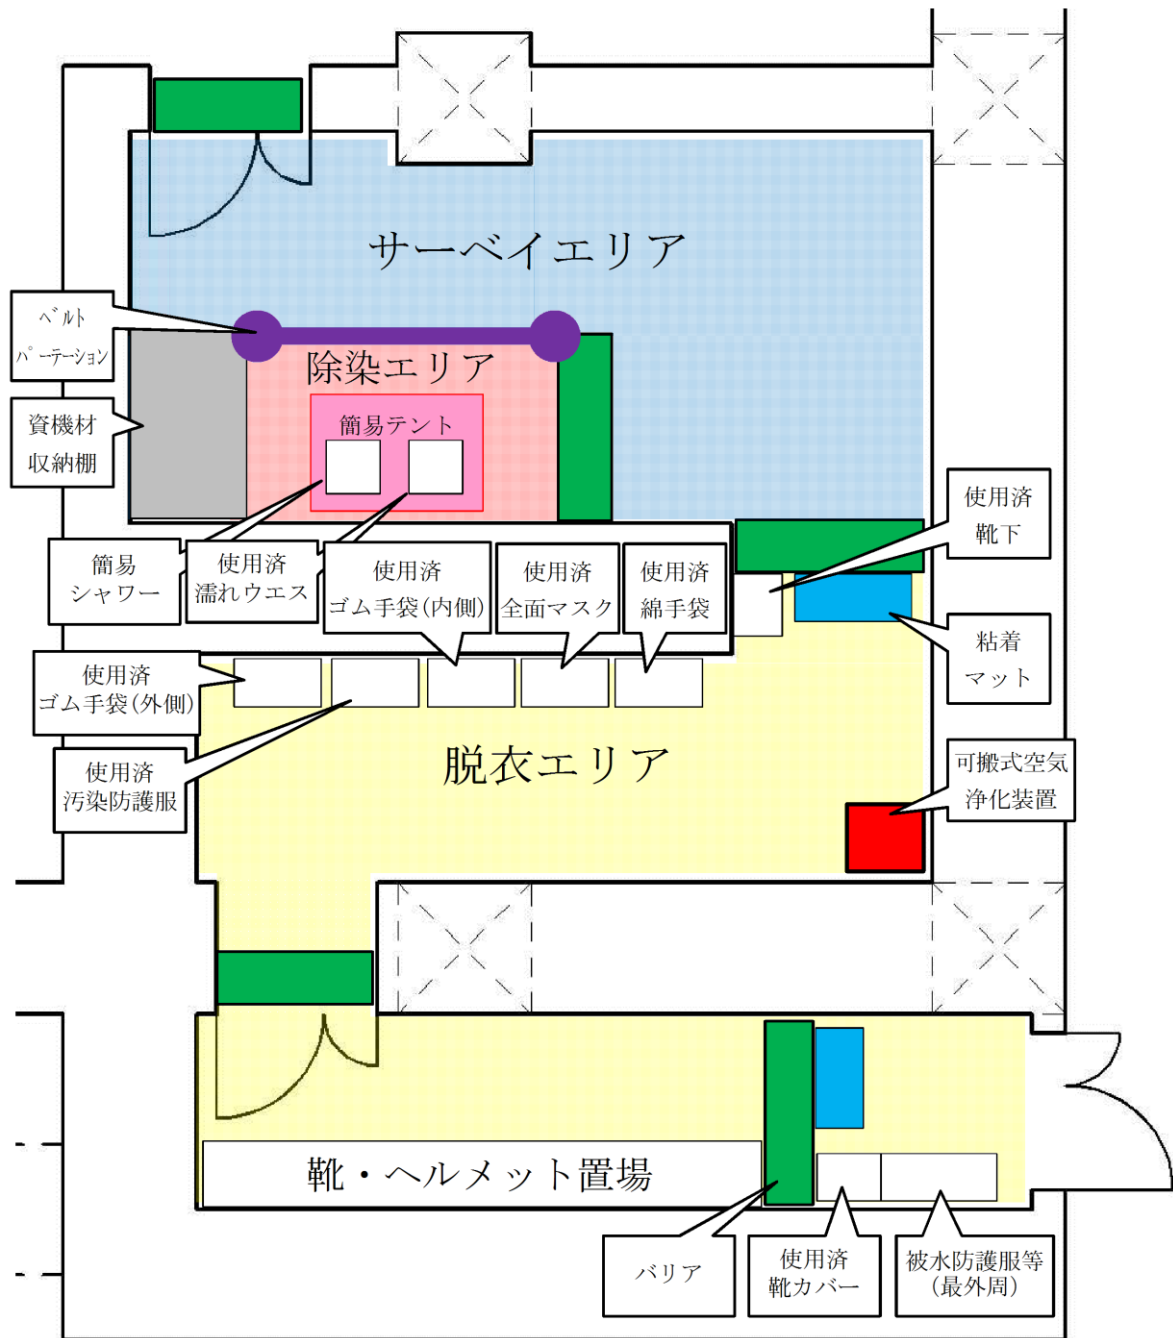 サーベイエリア
ベルト
パーテーション
除染エリア
資機材
収納棚
簡易テント
使用済
靴下
簡易
シャワー
使用済
濡れウエス
使用済
ゴム手袋(内側)
使用済
全面マスク
使用済
綿手袋
粘着
マット
使用済
ゴム手袋(外側)
脱衣エリア
使用済
汚染防護服
可搬式空気
浄化装置
靴・ヘルメット置場
バリア
使用済
靴カバー
被水防護服等
(最外周)